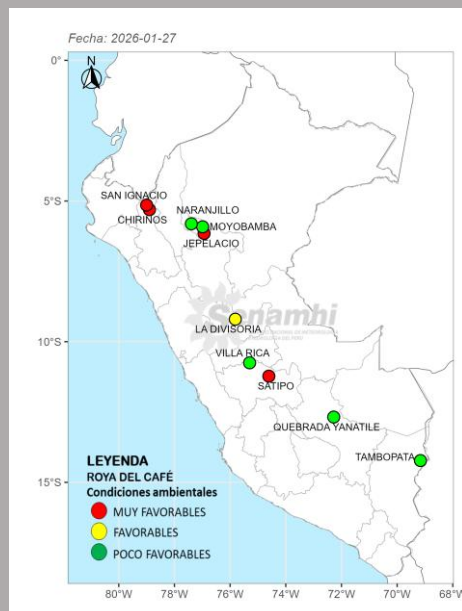 Fecha: 2026-01-27
N
0°
5°S
10°S
15°S
SAN IGNACIO
CHIRINOS
NARANJILLO
MOYOBAMBA
JEPELACIO
Senamhi
LA DIVISORIA
VILLA RICA
SATIPO
QUEBRADA YANATILE
TAMBOPATA
LEYENDA
ROYA DEL CAFÉ
Condiciones ambientales
MUY FAVORABLES
FAVORABLES
POCO FAVORABLES
80°W 78°W 76°W 74°W 72°W 70°W 68°W